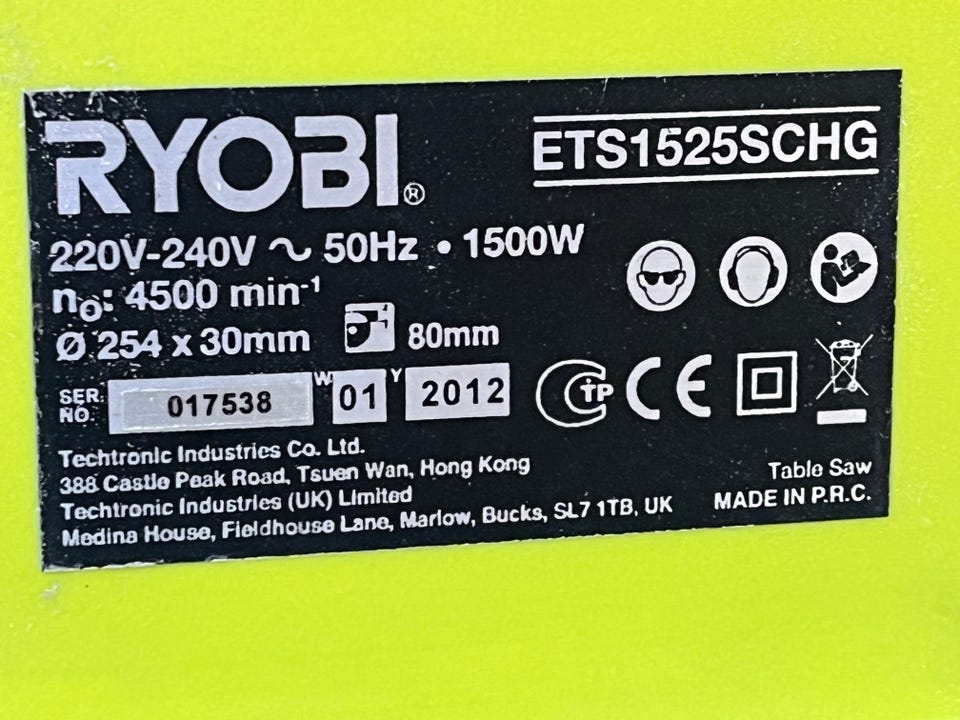 RYOBI®
ETS1525SCHG
220V-240V ~ 50Hz • 1500W
n₀: 4500 min⁻¹
Ø 254 x 30mm 80mm
SER. NO. 017538 W 01 Y 2012
CTP CE
Techtronic Industries Co. Ltd.
388 Castle Peak Road, Tsuen Wan, Hong Kong
Techtronic Industries (UK) Limited
Medina House, Fieldhouse Lane, Marlow, Bucks, SL7 1TB, UK
Table Saw
MADE IN P.R.C.